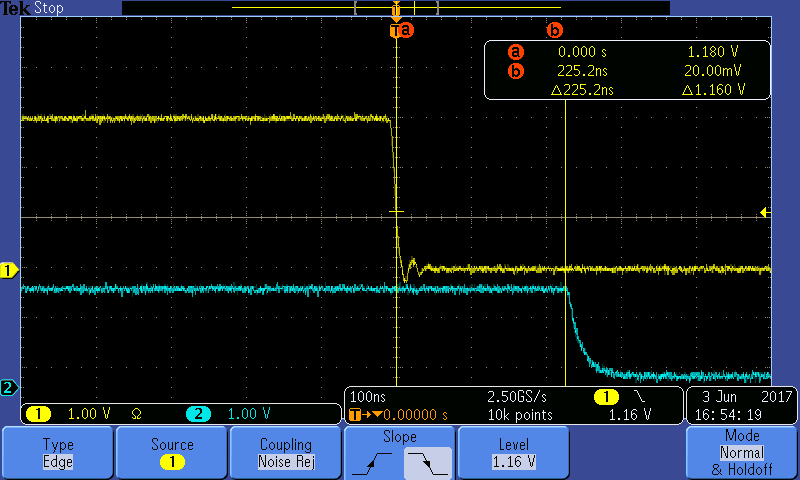 Tek Stop
T a b
a 0.000 s 1.180 V
b 225.2ns 20.00mV
△225.2ns △1.160 V
1
2
1 1.00 V Ω 2 1.00 V
100ns 2.50GS/s 1
T→▼0.00000 s 10k points 1.16 V
3 Jun 2017
16:54:19
Type
Edge
Source
1
Coupling
Noise Rej
Slope
Level
1.16 V
Mode
Normal
& Holdoff